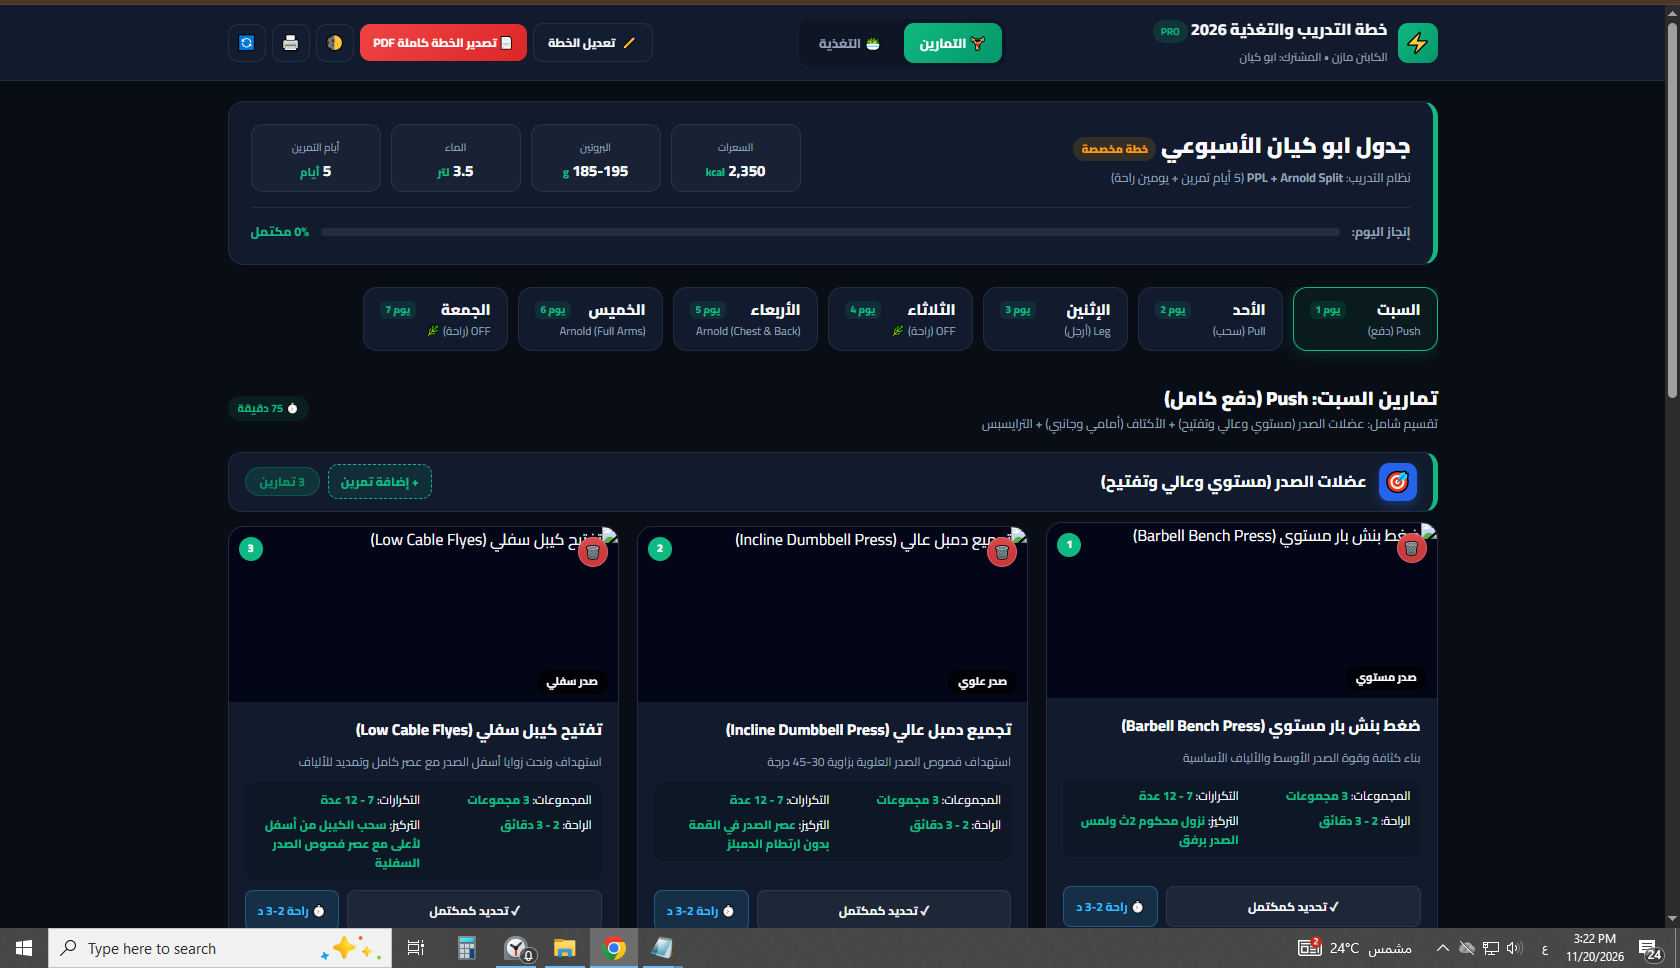 خطة التدريب والتغذية 2026 PRO
الكابتن مازن • المشترك: ابو كيان
التمارين
التغذية
تعديل الخطة
تصدير الخطة كاملة PDF
جدول ابو كيان الأسبوعي خطة مخصصة
نظام التدريب: PPL + Arnold Split (5 أيام تمرين + يومين راحة)
السعرات
2,350 kcal
البروتين
185-195 g
الماء
3.5 لتر
أيام التمرين
5 أيام
إنجاز اليوم:
0% مكتمل
السبت يوم 1
Push (دفع)
الأحد يوم 2
Pull (سحب)
الإثنين يوم 3
Leg (أرجل)
الثلاثاء يوم 4
OFF (راحة)
الأربعاء يوم 5
Arnold (Chest & Back)
الخميس يوم 6
Arnold (Full Arms)
الجمعة يوم 7
OFF (راحة)
تمارين السبت: Push (دفع كامل)
تقسيم شامل: عضلات الصدر (مستوي وعالي وتفتيح) + الأكتاف (أمامي وجانبي) + الترايسبس
75 دقيقة
عضلات الصدر (مستوي وعالي وتفتيح)
+ إضافة تمرين
3 تمارين
ضغط بنش بار مستوي (Barbell Bench Press)
1
صدر مستوي
ضغط بنش بار مستوي (Barbell Bench Press)
بناء كثافة وقوة الصدر الأوسط والألياف الأساسية
المجموعات: 3 مجموعات
التكرارات: 7 - 12 عدة
الراحة: 2 - 3 دقائق
التركيز: نزول محكوم 2ث ولمس
الصدر برفق
✓ تحديد كمكتمل
راحة 2-3 د
تجميع دمبل عالي (Incline Dumbbell Press)
2
صدر علوي
تجميع دمبل عالي (Incline Dumbbell Press)
استهداف فصوص الصدر العلوية بزاوية 30-45 درجة
المجموعات: 3 مجموعات
التكرارات: 7 - 12 عدة
الراحة: 2 - 3 دقائق
التركيز: عصر الصدر في القمة
بدون ارتطام الدمبلز
✓ تحديد كمكتمل
راحة 2-3 د
تفتيح كيبل سفلي (Low Cable Flyes)
3
صدر سفلي
تفتيح كيبل سفلي (Low Cable Flyes)
استهداف ونحت زوايا أسفل الصدر مع عصر كامل وتمديد للألياف
المجموعات: 3 مجموعات
التكرارات: 7 - 12 عدة
الراحة: 2 - 3 دقائق
التركيز: سحب الكيبل من أسفل
لأعلى مع عصر فصوص الصدر
السفلية
✓ تحديد كمكتمل
راحة 2-3 د
Type here to search
2
24°C مشمس
ع
3:22 PM
11/20/2026
24